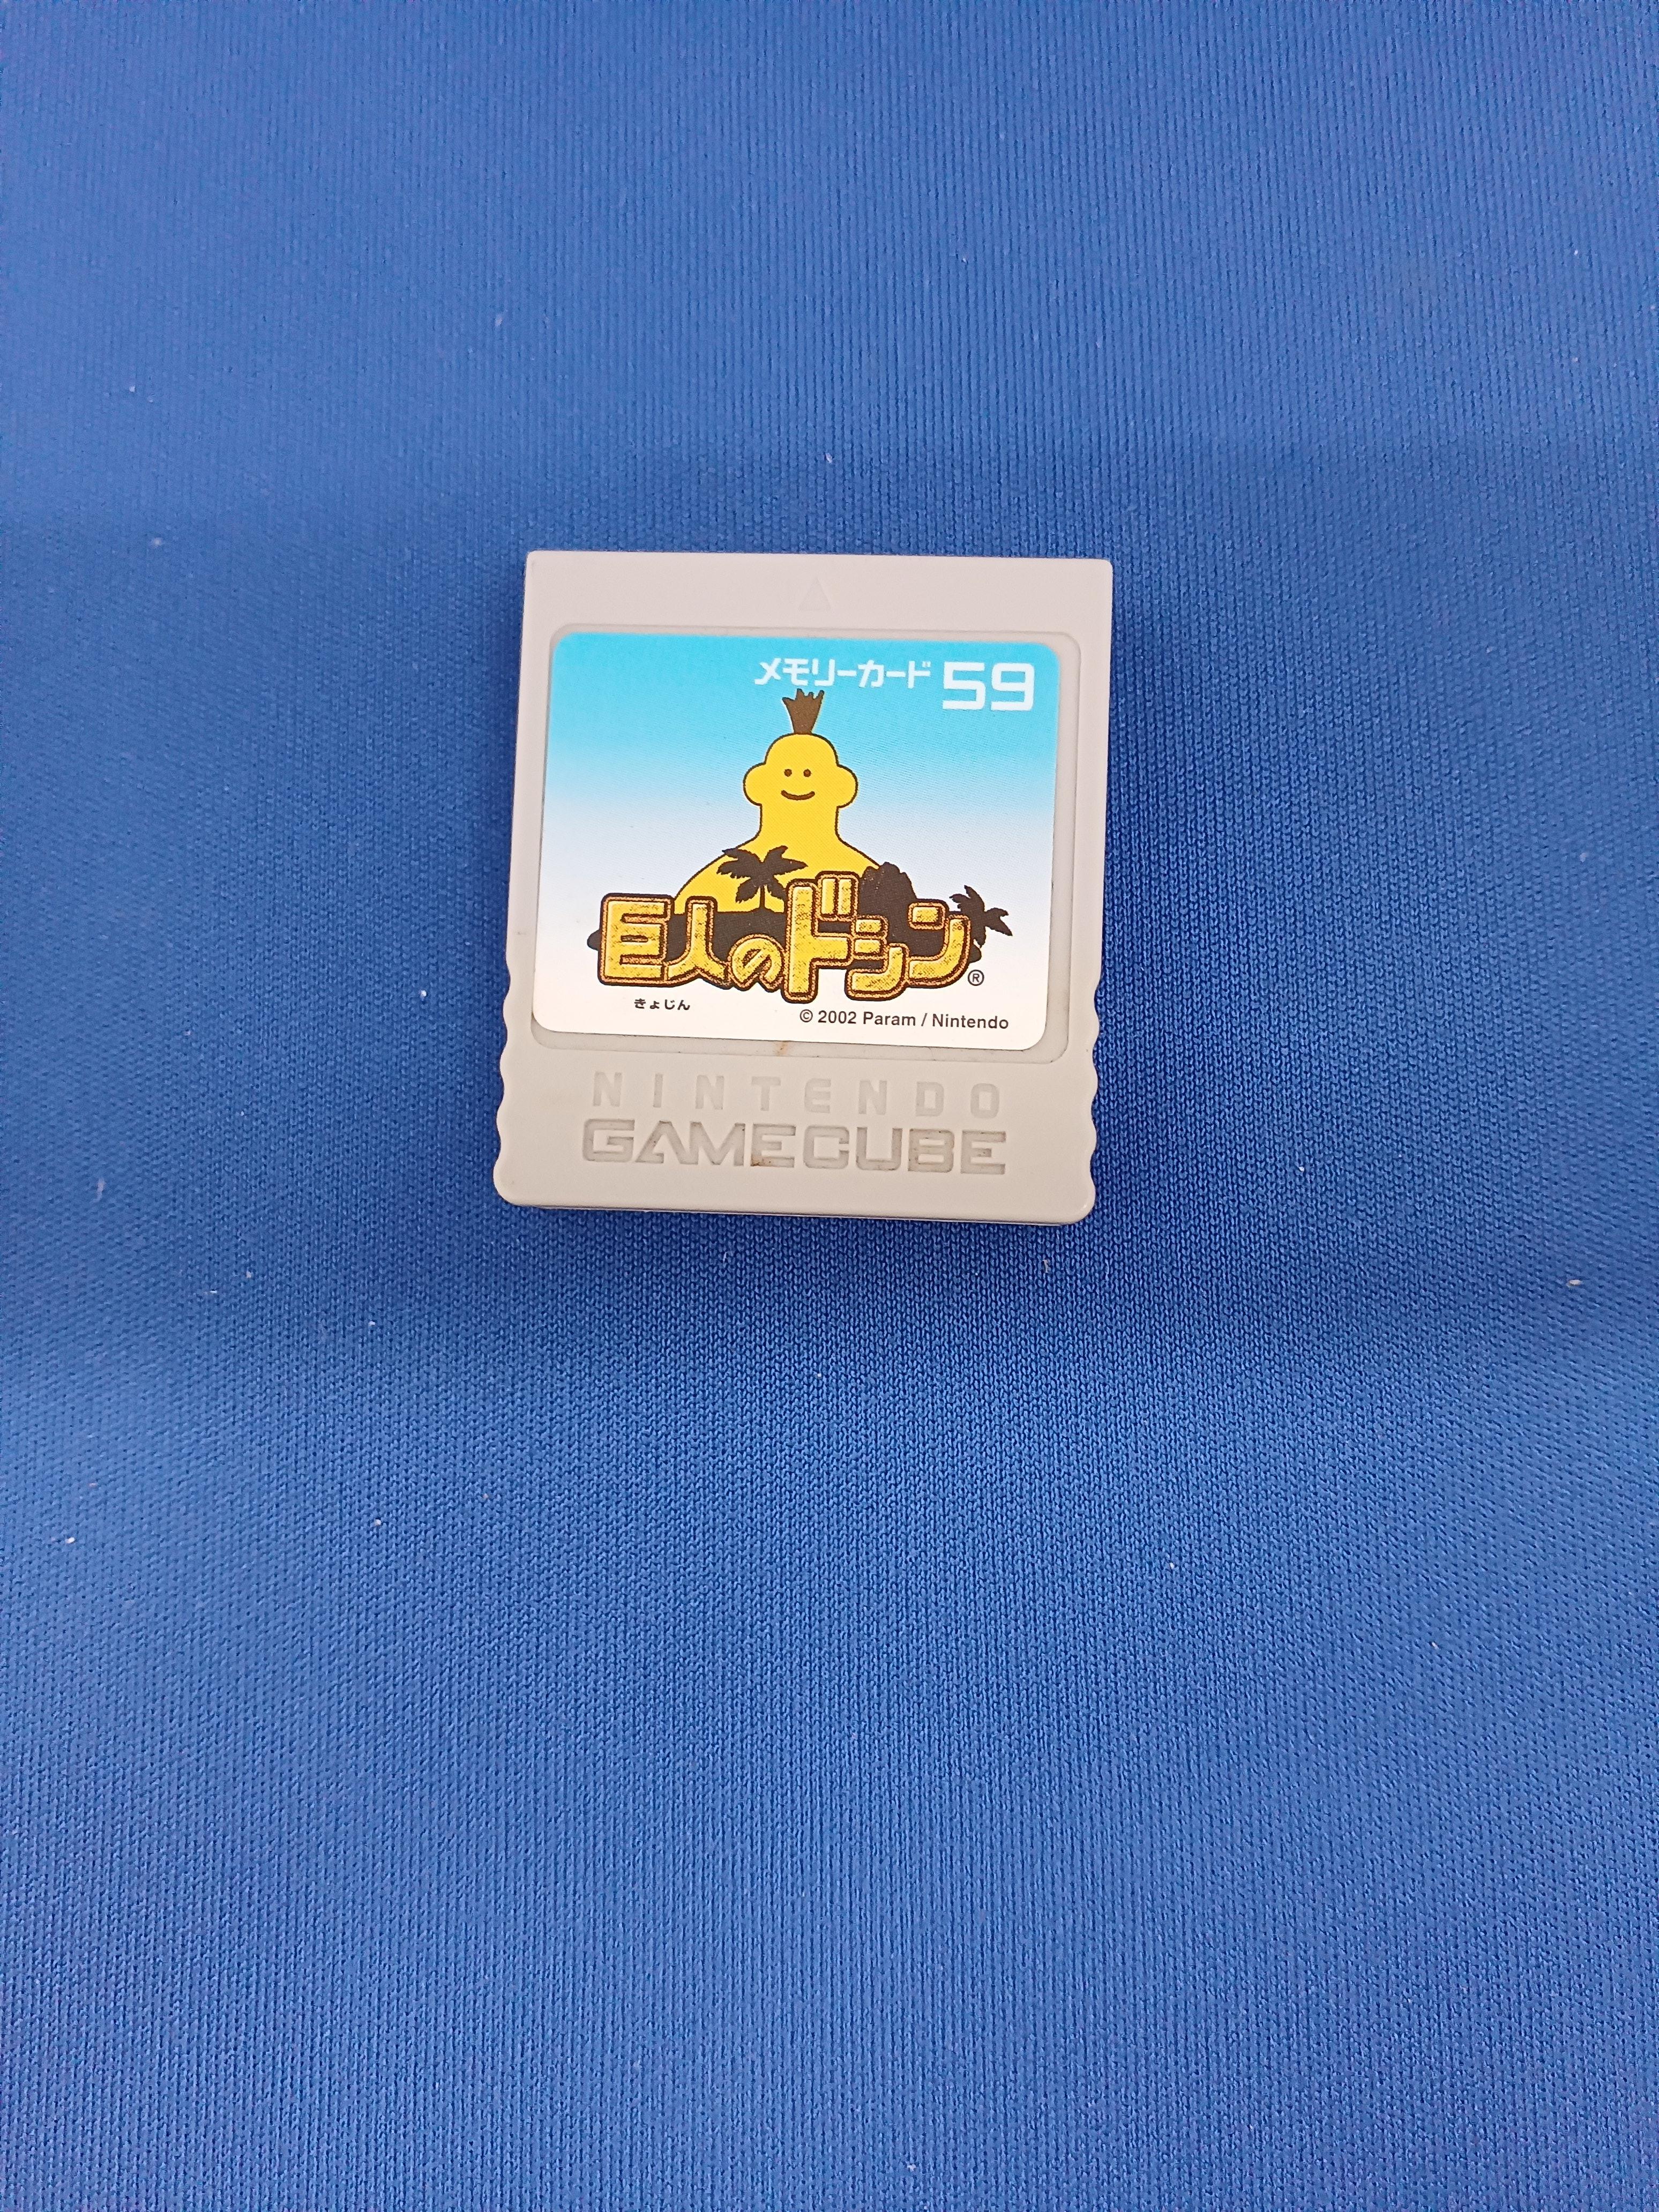 メモリーカード 59
巨人のドシン®
きょじん
© 2002 Param / Nintendo
NINTENDO
GAMECUBE